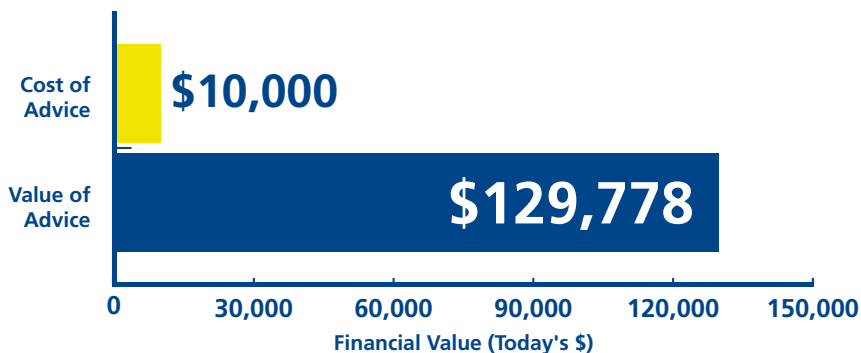 Cost of
Advice
$10,000
Value of
Advice
$129,778
0 30,000 60,000 90,000 120,000 150,000
Financial Value (Today's $)